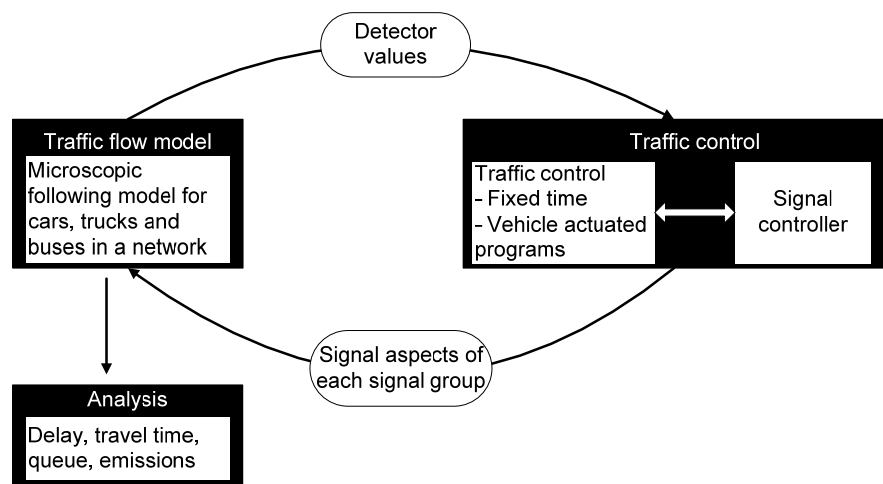 Detector
values
Traffic flow model
Microscopic
following model for
cars, trucks and
buses in a network
Traffic control
Traffic control
- Fixed time
- Vehicle actuated
programs
Signal
controller
Signal aspects of
each signal group
Analysis
Delay, travel time,
queue, emissions